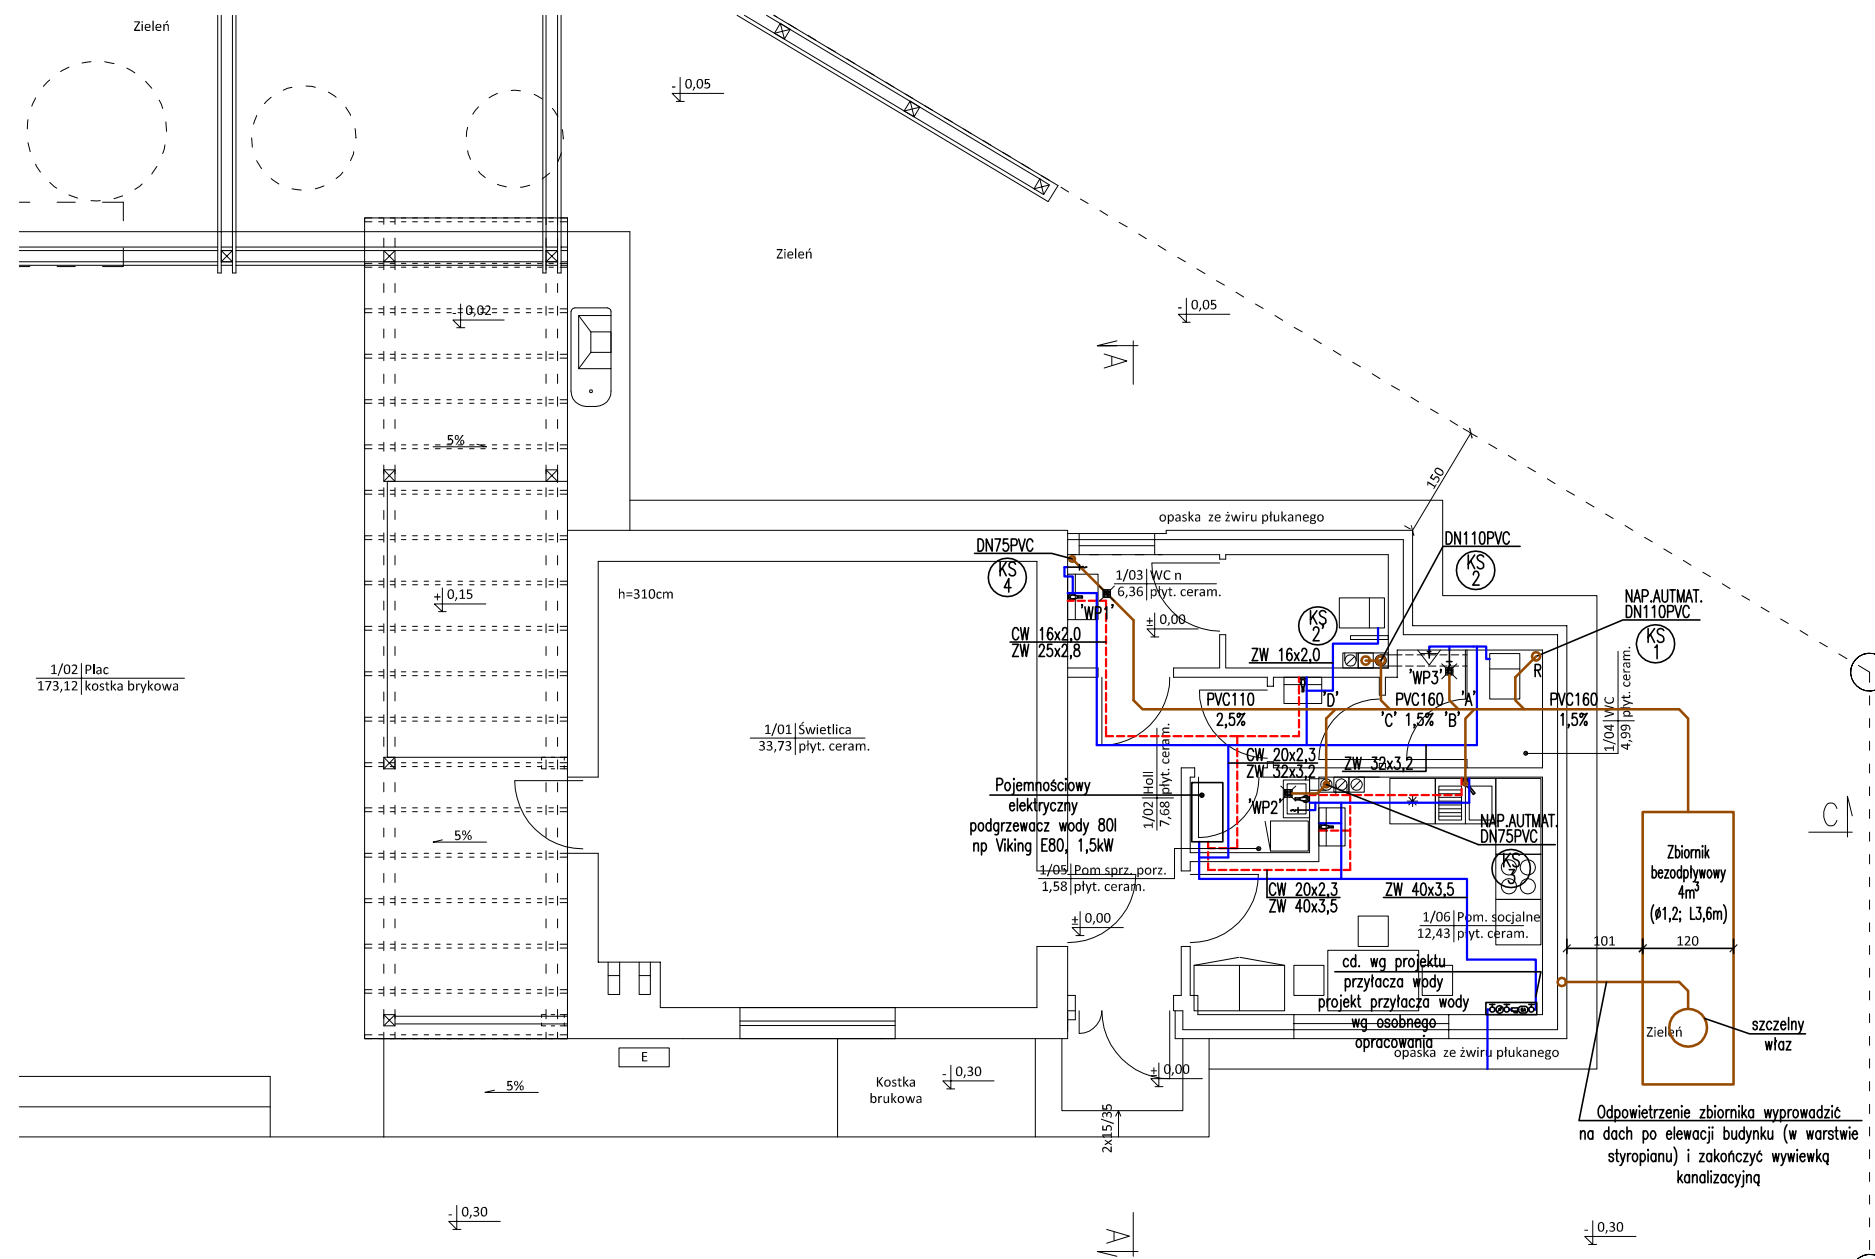 Zieleń
- 0,05
Zieleń
- 0,02
- 0,05
A
5%
150
opaska ze żwiru płukanego
DN75PVC
KS
4
DN110PVC
KS
2
1/03 WC n
6,36 płyt. ceram.
h=310cm
+ 0,15
'WP1'
± 0,00
KS
2'
NAP.AUTMAT.
DN110PVC
KS
1
CW 16x2,0
ZW 25x2,8
ZW 16x2,0
1/02 Plac
173,12 kostka brykowa
'WP3'
R
PVC110
2,5%
'D'
'C'
PVC160
1,5%
'A'
'B'
PVC160
1,5%
1/04 WC
4,99 płyt. ceram.
1/01 Świetlica
33,73 płyt. ceram.
CW 20x2,3
ZW 32x3,2
ZW 32x3,2
1/02 Holl
7,68 płyt. ceram.
Pojemnościowy
elektryczny
podgrzewacz wody 80l
np Viking E80, 1,5kW
'WP2'
NAP.AUTMAT.
DN75PVC
KS
3
C
5%
Zbiornik
bezodpływowy
4m³
(ø1,2; L3,6m)
1/05 Pom sprz. porz.
1,58 płyt. ceram.
CW 20x2,3
ZW 40x3,5
ZW 40x3,5
± 0,00
1/06 Pom. socjalne
12,43 płyt. ceram.
101
120
cd. wg projektu
przyłacza wody
projekt przyłacza wody
wg osobnego
opracowania
Zieleń
szczelny
właz
opaska ze żwiru płukanego
E
5%
Kostka
brukowa
- 0,30
± 0,00
2x15/35
Odpowietrzenie zbiornika wyprowadzić
na dach po elewacji budynku (w warstwie
styropianu) i zakończyć wywiewką
kanalizacyjną
- 0,30
A
- 0,30